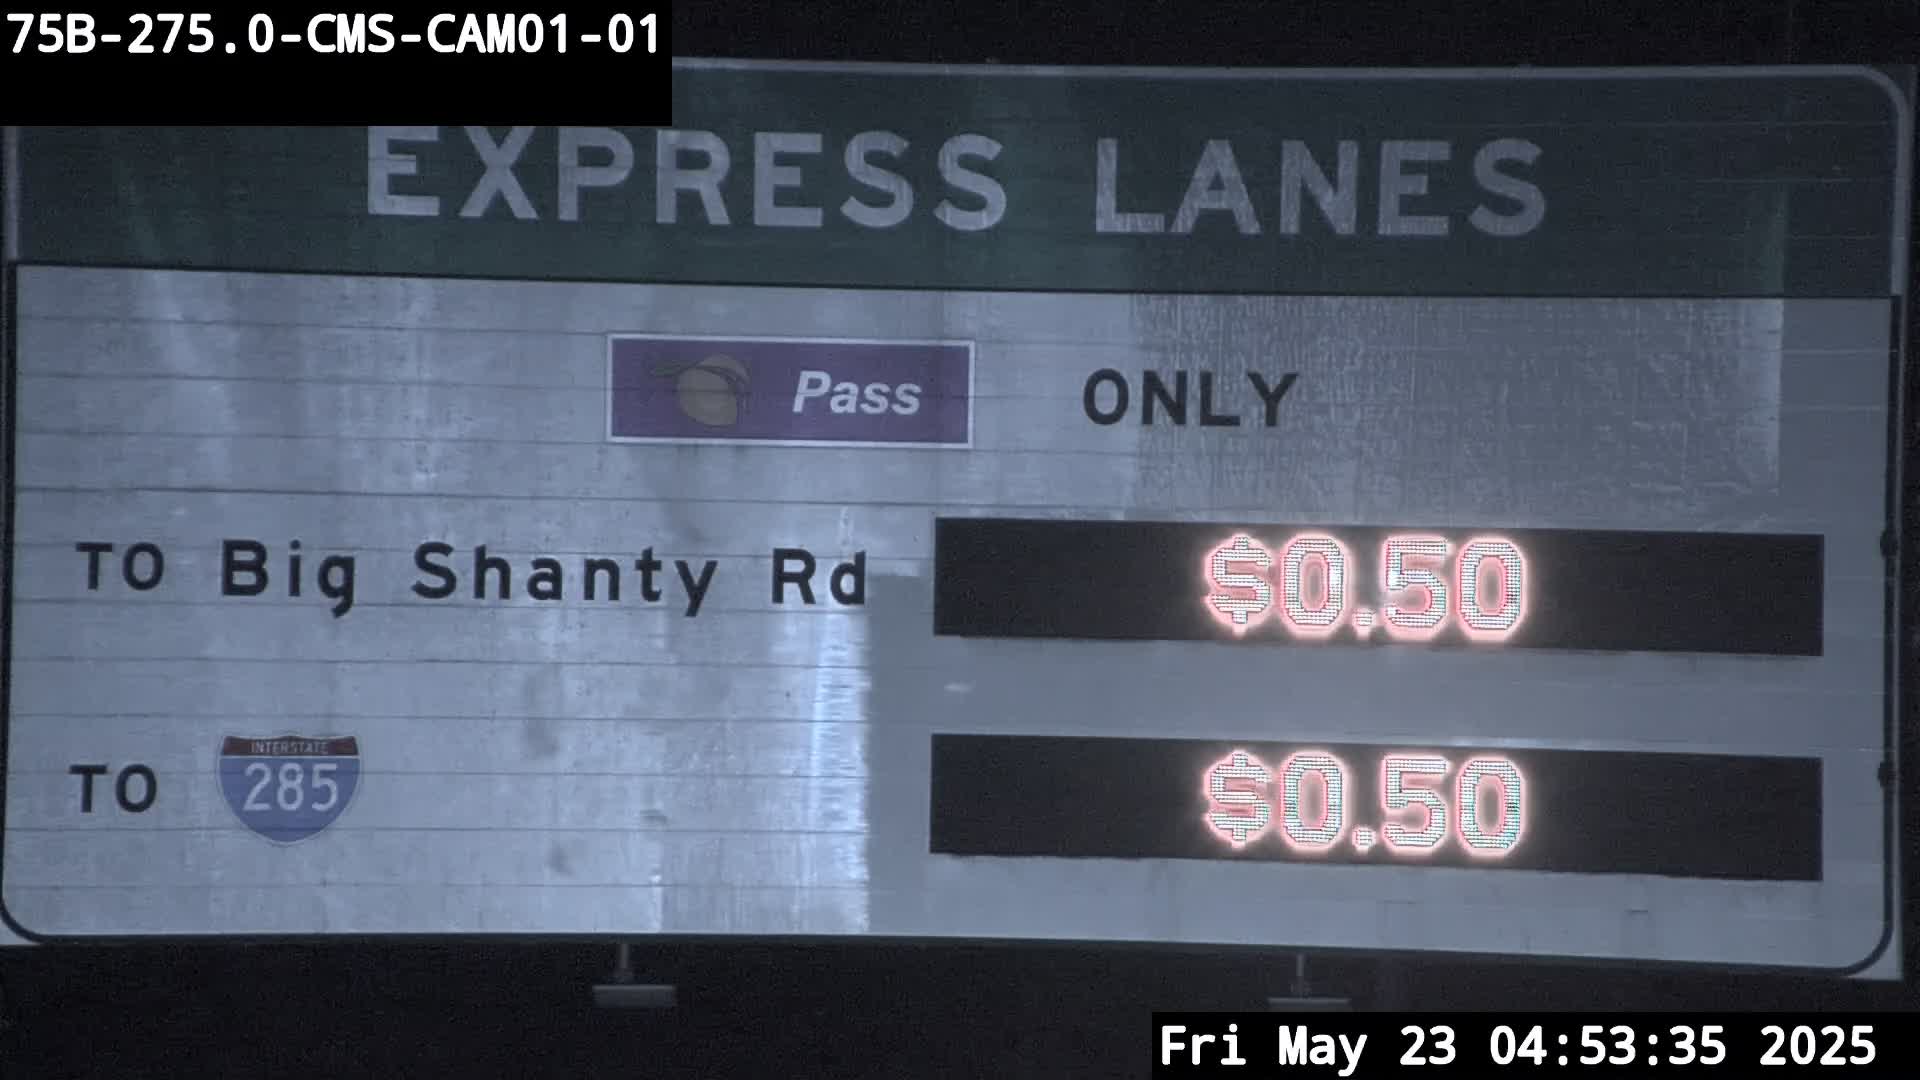 75B-275.0-CMS-CAM01-01
EXPRESS LANES
Pass ONLY
TO Big Shanty Rd $0.50
TO INTERSTATE 285 $0.50
Fri May 23 04:53:35 2025